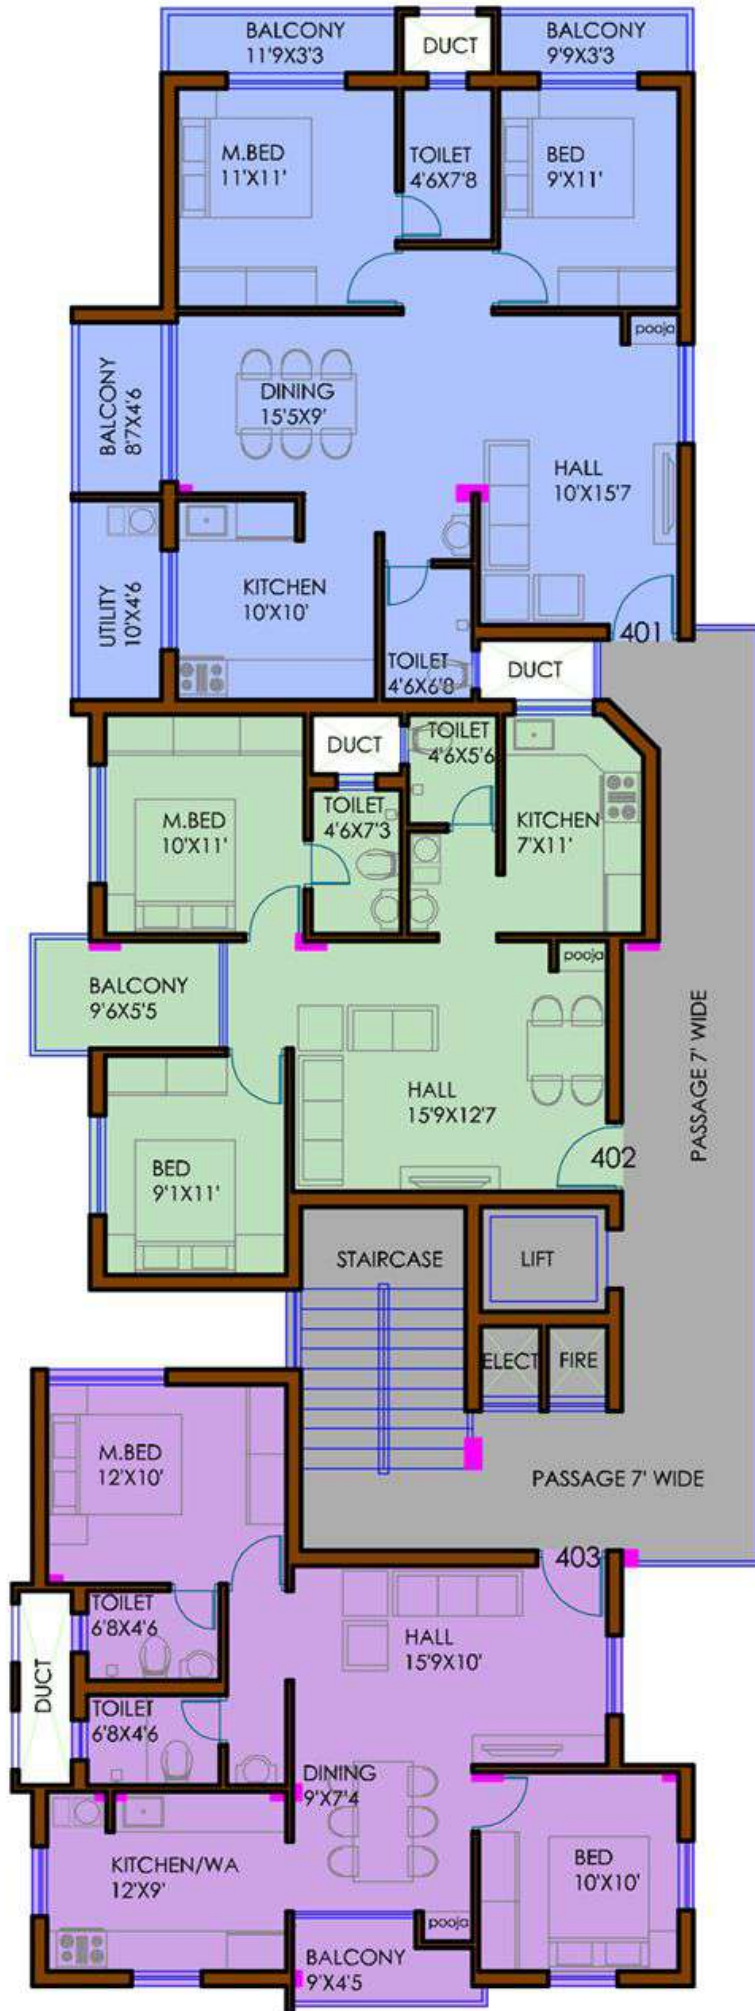 BALCONY
11'9X3'3
DUCT
BALCONY
9'9X3'3
M.BED
11'X11'
TOILET
4'6X7'8
BED
9'X11'
pooja
BALCONY
8'7X4'6
DINING
15'5X9'
HALL
10'X15'7
UTILITY
10'X4'6
KITCHEN
10'X10'
TOILET
4'6X6'8
401
DUCT
DUCT
TOILET
4'6X5'6
M.BED
10'X11'
TOILET
4'6X7'3
KITCHEN
7'X11'
pooja
BALCONY
9'6X5'5
PASSAGE 7' WIDE
HALL
15'9X12'7
402
BED
9'1X11'
STAIRCASE
LIFT
ELECT
FIRE
M.BED
12'X10'
PASSAGE 7' WIDE
403
TOILET
6'8X4'6
HALL
15'9X10'
DUCT
TOILET
6'8X4'6
DINING
9'X7'4
KITCHEN/WA
12'X9'
BED
10'X10'
pooja
BALCONY
9'X4'5